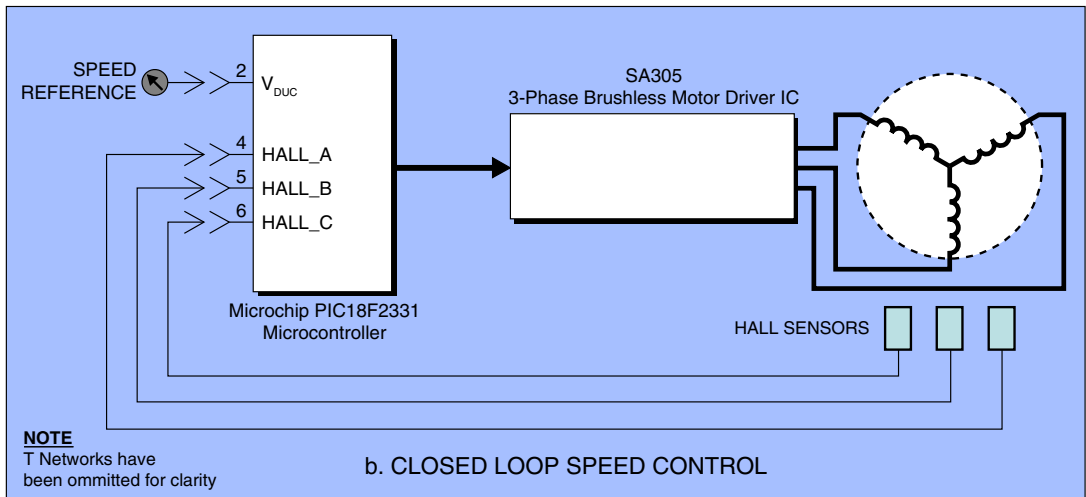 SPEED
REFERENCE
2
V_DUC
4
HALL_A
5
HALL_B
6
HALL_C
Microchip PIC18F2331
Microcontroller
SA305
3-Phase Brushless Motor Driver IC
HALL SENSORS
NOTE
T Networks have
been ommitted for clarity
b. CLOSED LOOP SPEED CONTROL